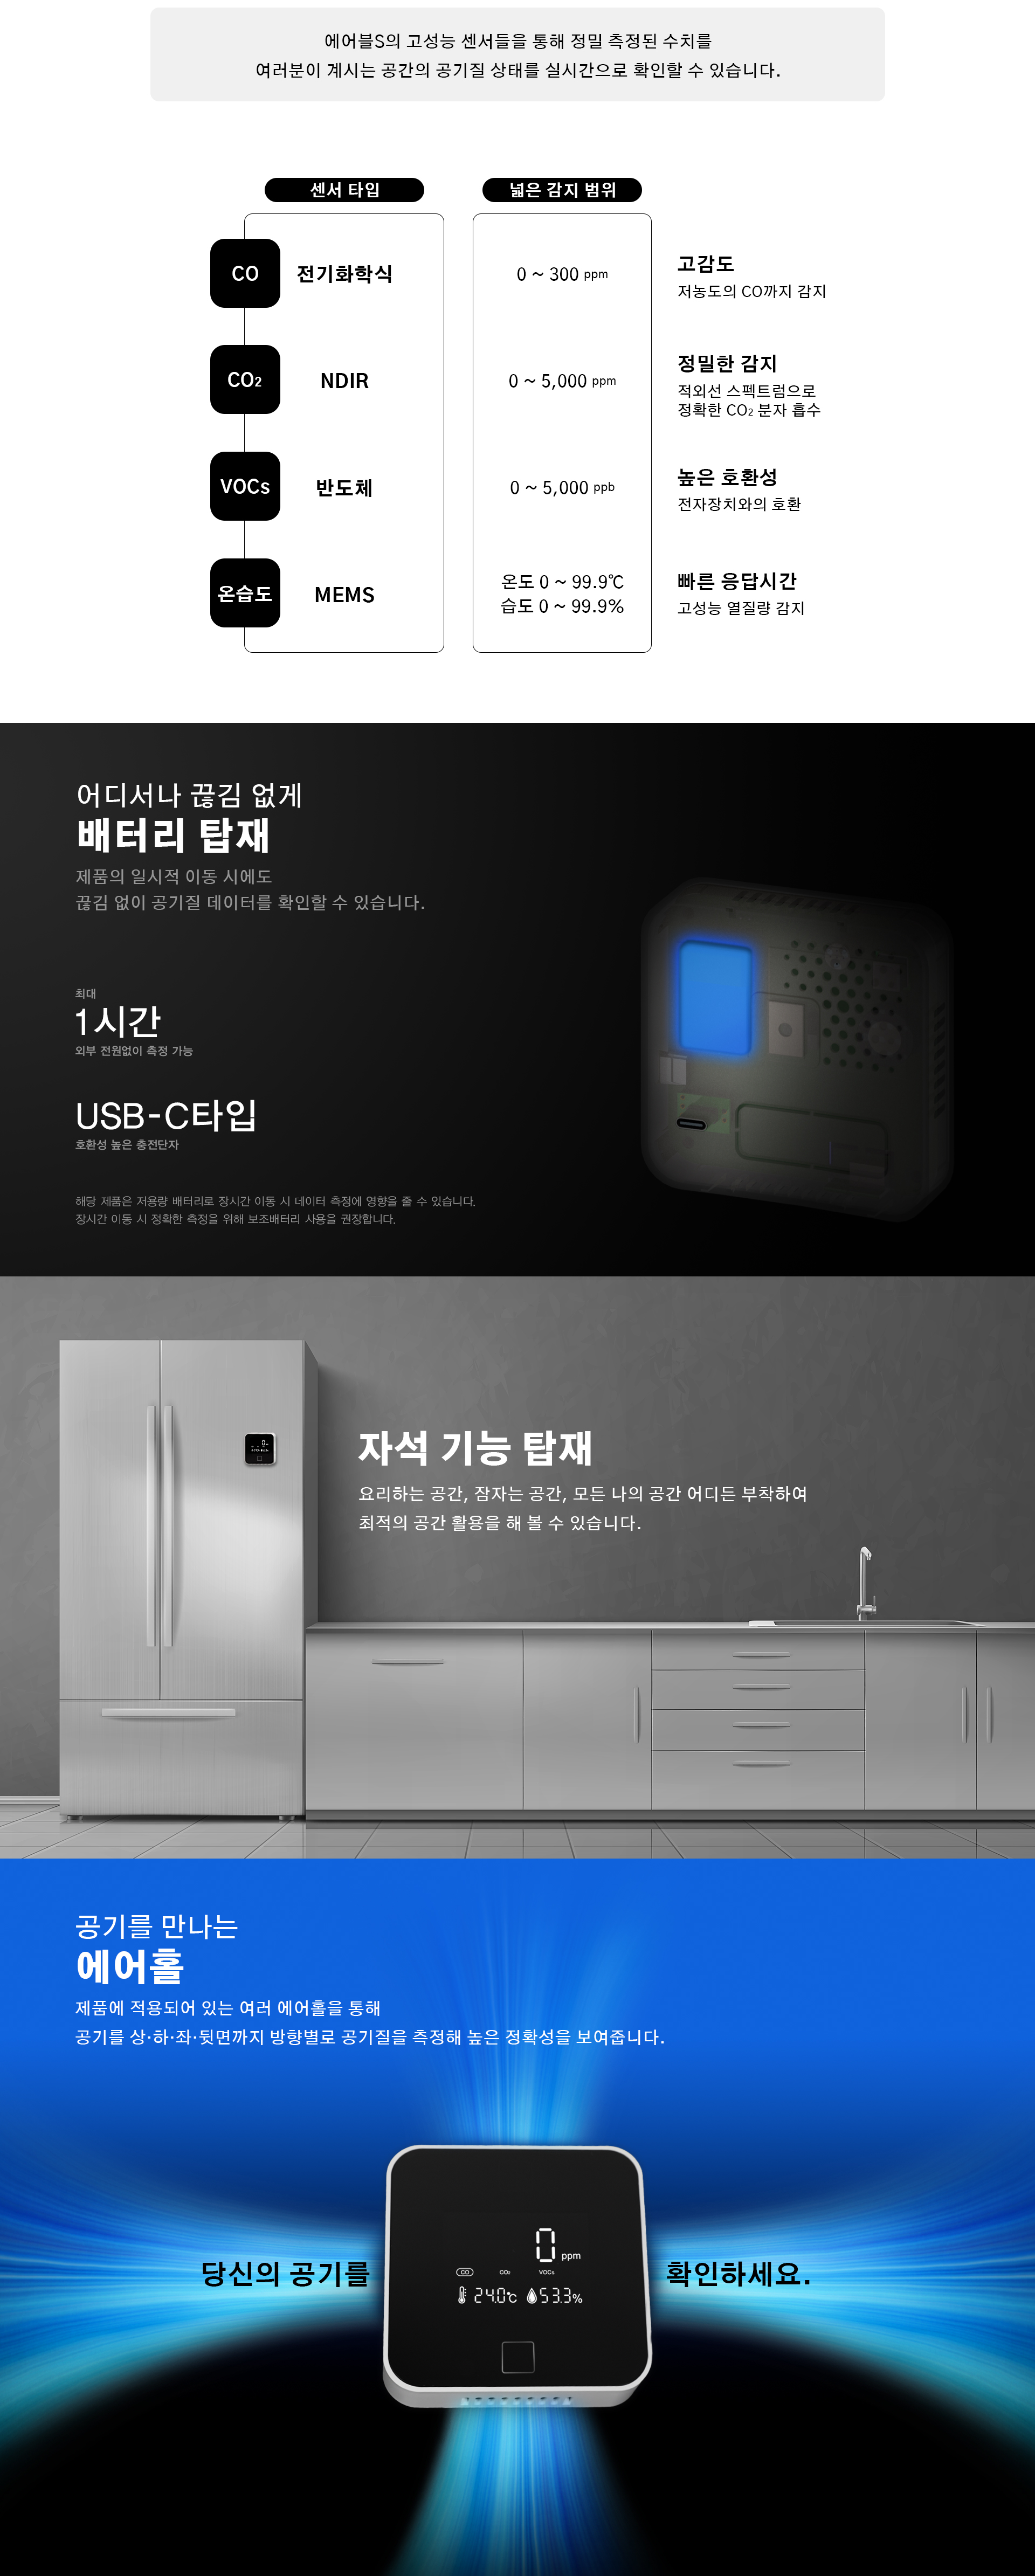 에어블S의 고성능 센서들을 통해 정밀 측정된 수치를
여러분이 계시는 공간의 공기질 상태를 실시간으로 확인할 수 있습니다.
센서 타입
넓은 감지 범위
CO
전기화학식
0 ~ 300 ppm
고감도
저농도의 CO까지 감지
CO₂
NDIR
0 ~ 5,000 ppm
정밀한 감지
적외선 스펙트럼으로
정확한 CO₂ 분자 흡수
VOCs
반도체
0 ~ 5,000 ppb
높은 호환성
전자장치와의 호환
온습도
MEMS
온도 0 ~ 99.9℃
습도 0 ~ 99.9%
빠른 응답시간
고성능 열질량 감지
어디서나 끊김 없게
배터리 탑재
제품의 일시적 이동 시에도
끊김 없이 공기질 데이터를 확인할 수 있습니다.
최대
1시간
외부 전원없이 측정 가능
USB-C타입
호환성 높은 충전단자
해당 제품은 저용량 배터리로 장시간 이동 시 데이터 측정에 영향을 줄 수 있습니다.
장시간 이동 시 정확한 측정을 위해 보조배터리 사용을 권장합니다.
자석 기능 탑재
요리하는 공간, 잠자는 공간, 모든 나의 공간 어디든 부착하여
최적의 공간 활용을 해 볼 수 있습니다.
공기를 만나는
에어홀
제품에 적용되어 있는 여러 에어홀을 통해
공기를 상·하·좌·뒷면까지 방향별로 공기질을 측정해 높은 정확성을 보여줍니다.
0 ppm
CO CO₂ VOCs
24.0℃ 53.3%
당신의 공기를
확인하세요.